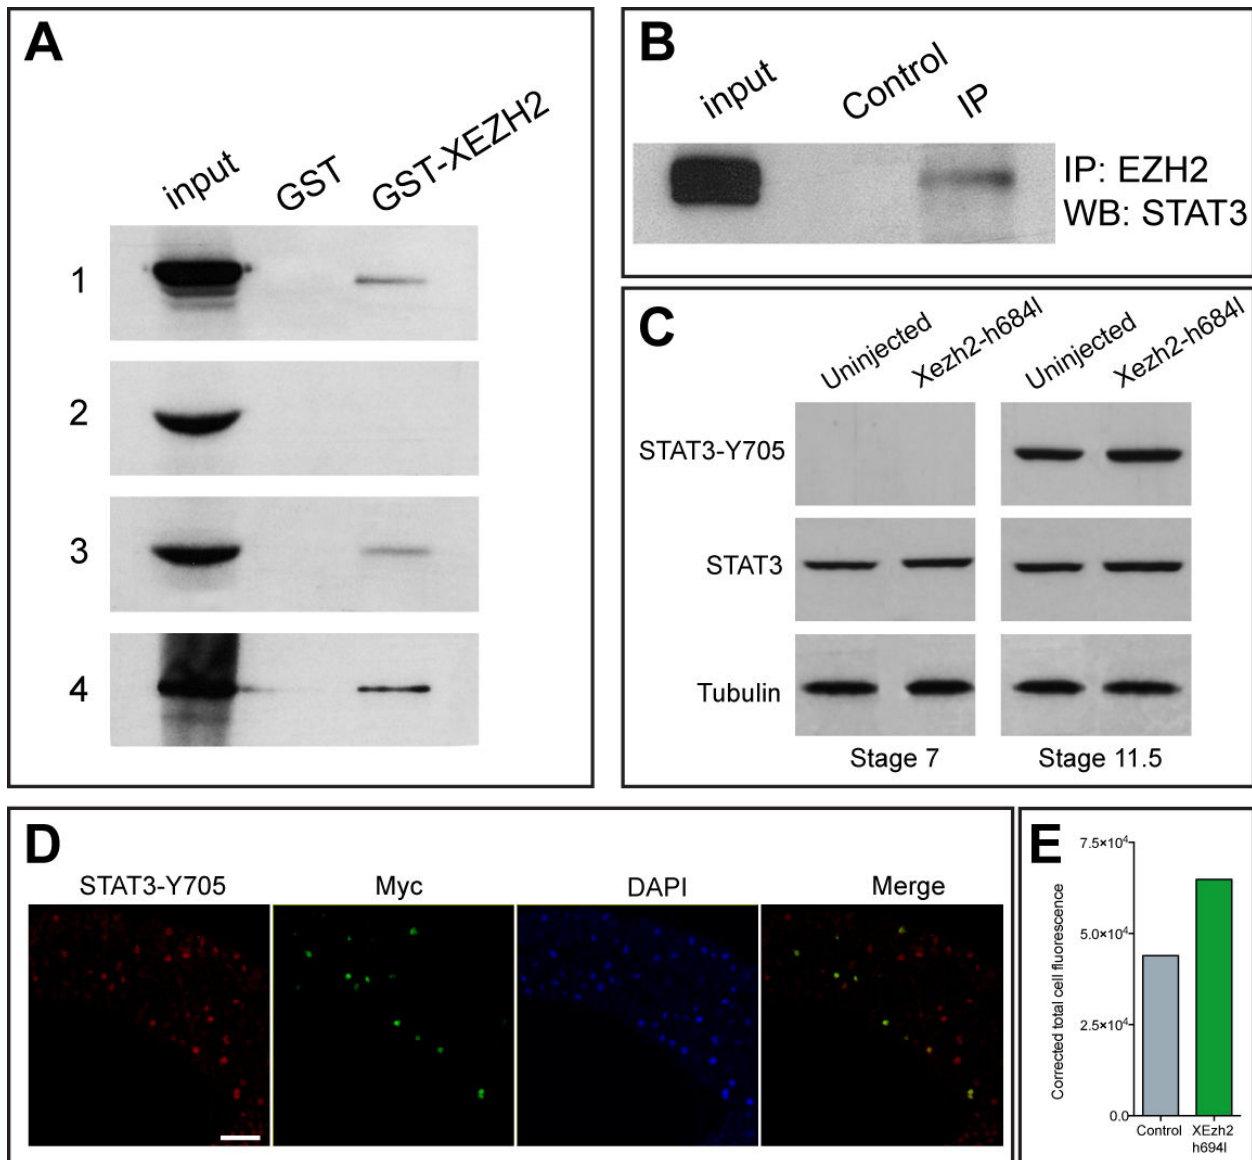 A
input
GST
GST-XEZH2
1
2
3
4
B
input
Control
IP
IP: EZH2
WB: STAT3
C
Uninjected
Xezh2-h684I
Uninjected
Xezh2-h684I
STAT3-Y705
STAT3
Tubulin
Stage 7
Stage 11.5
D
STAT3-Y705
Myc
DAPI
Merge
E
Corrected total cell fluorescence
7.5×10⁴
5.0×10⁴
2.5×10⁴
0.0
Control
XEzh2
h694I